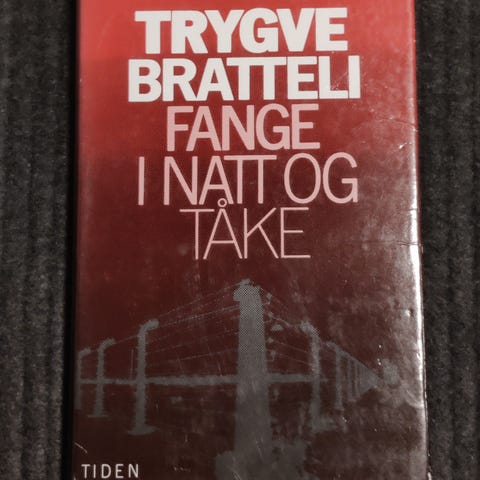 TRYGVE
BRATTELI
FANGE
I NATT OG
TÅKE
TIDEN